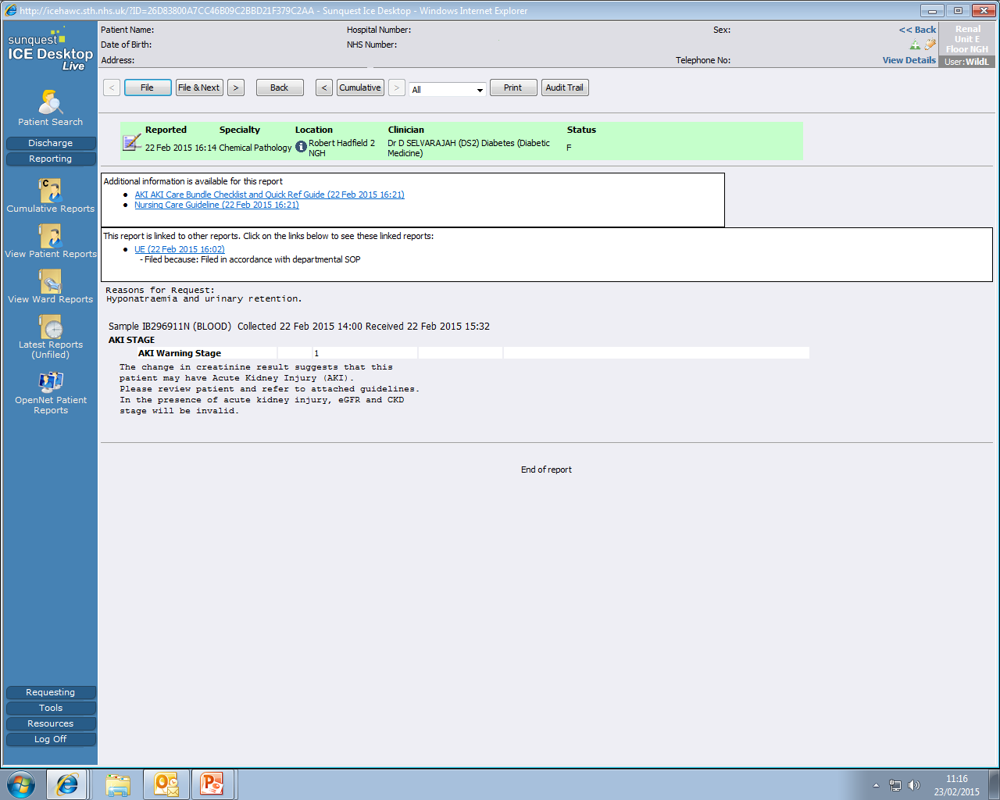 http://icehawc.sth.nhs.uk/?ID=26D83800A7CC46B09C2BBD21F379C2AA - Sunquest Ice Desktop - Windows Internet Explorer
sunquest
ICE Desktop
Live
Patient Name:
Hospital Number:
Sex:
<< Back
Date of Birth:
NHS Number:
Address:
Telephone No:
View Details
Renal
Unit E
Floor NGH
User:WildL
<
File
File & Next
>
Back
<
Cumulative
>
All
Print
Audit Trail
Patient Search
Discharge
Reporting
Cumulative Reports
View Patient Reports
View Ward Reports
Latest Reports
(Unfiled)
OpenNet Patient
Reports
Requesting
Tools
Resources
Log Off
Reported Specialty Location Clinician Status
22 Feb 2015 16:14 Chemical Pathology Robert Hadfield 2 Dr D SELVARAJAH (DS2) Diabetes (Diabetic F
NGH Medicine)
Additional information is available for this report
• AKI AKI Care Bundle Checklist and Quick Ref Guide (22 Feb 2015 16:21)
• Nursing Care Guideline (22 Feb 2015 16:21)
This report is linked to other reports. Click on the links below to see these linked reports:
• UE (22 Feb 2015 16:02)
- Filed because: Filed in accordance with departmental SOP
Reasons for Request:
Hyponatraemia and urinary retention.
Sample IB296911N (BLOOD) Collected 22 Feb 2015 14:00 Received 22 Feb 2015 15:32
AKI STAGE
AKI Warning Stage 1
The change in creatinine result suggests that this
patient may have Acute Kidney Injury (AKI).
Please review patient and refer to attached guidelines.
In the presence of acute kidney injury, eGFR and CKD
stage will be invalid.
End of report
11:16
23/02/2015